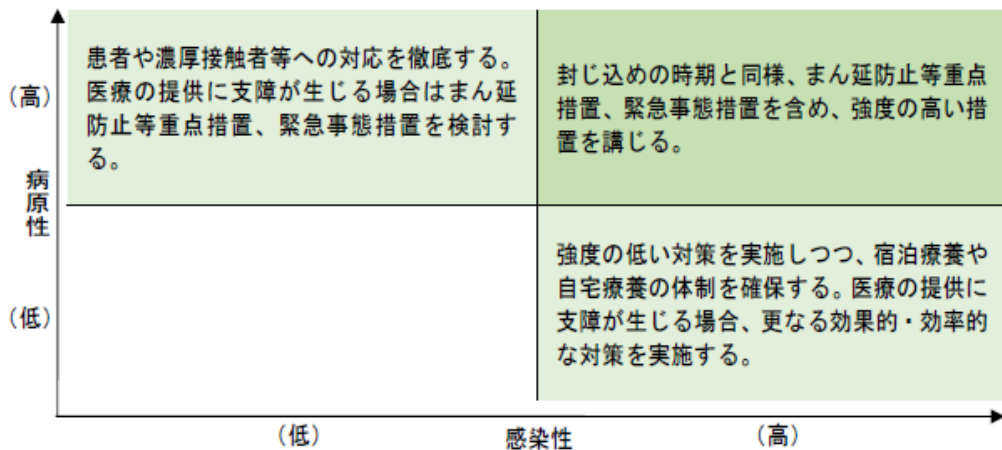 患者や濃厚接触者等への対応を徹底する。
医療の提供に支障が生じる場合はまん延
防止等重点措置、緊急事態措置を検討す
る。
封じ込めの時期と同様、まん延防止等重点
措置、緊急事態措置を含め、強度の高い措
置を講じる。
（高）
病原性
（低）
強度の低い対策を実施しつつ、宿泊療養や
自宅療養の体制を確保する。医療の提供に
支障が生じる場合、更なる効果的・効率的
な対策を実施する。
（低）
感染性
（高）